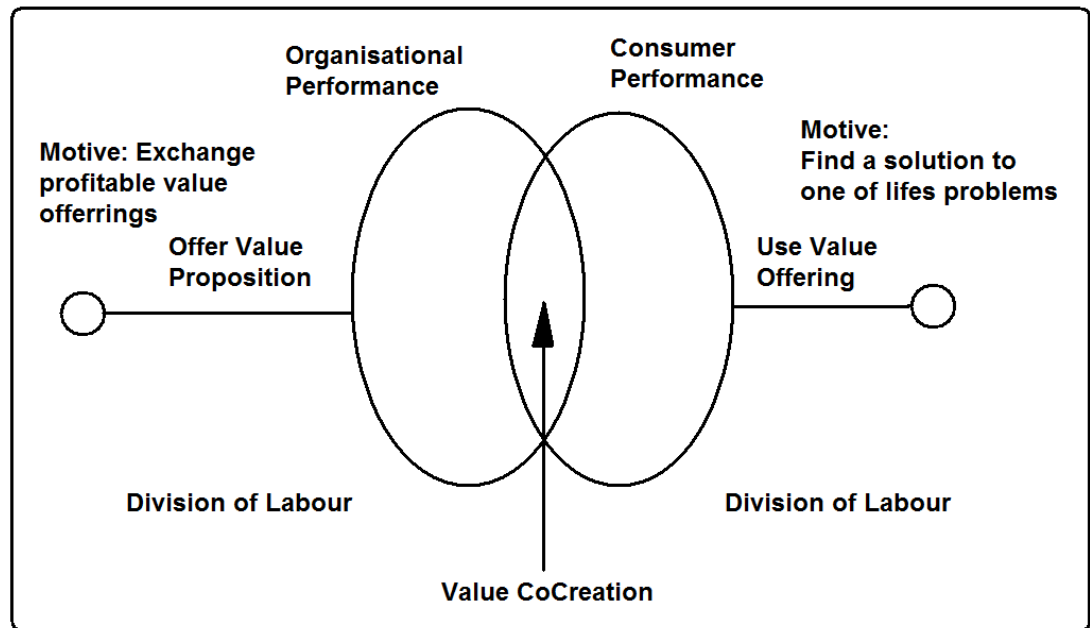 Organisational
Performance
Consumer
Performance
Motive: Exchange
profitable value
offerrings
Motive:
Find a solution to
one of lifes problems
Offer Value
Proposition
Use Value
Offering
Division of Labour
Division of Labour
Value CoCreation